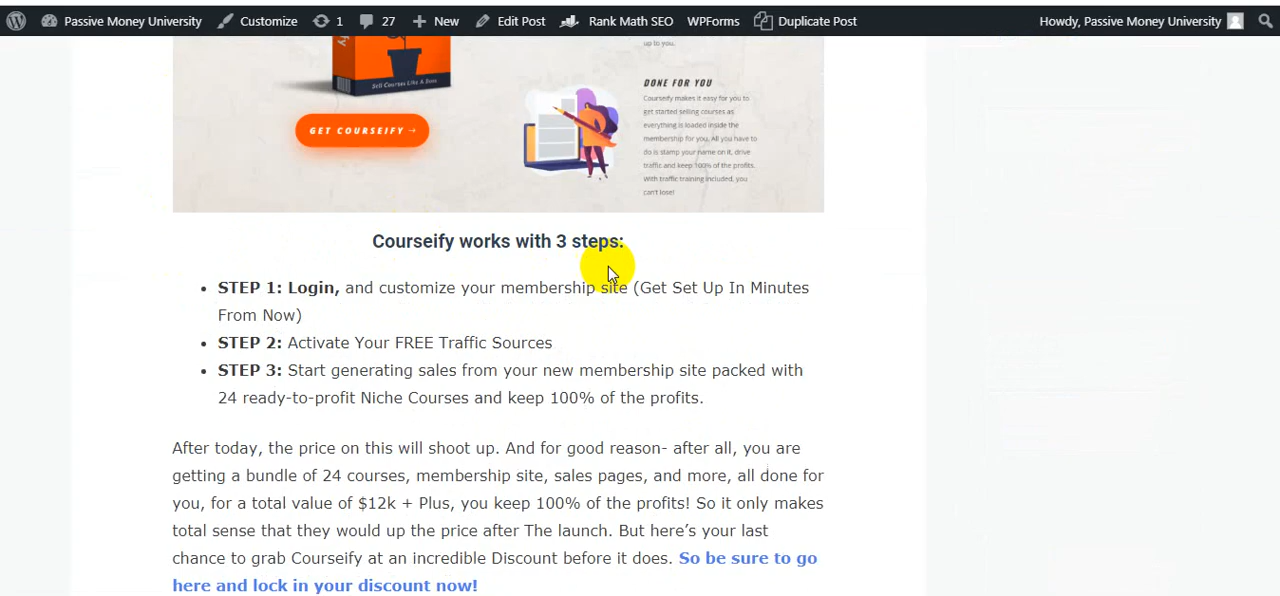 Passive Money University Customize 1 27 New Edit Post Rank Math SEO WPForms Duplicate Post Howdy, Passive Money University
up to you.
Sell Courses Like A Boss
DONE FOR YOU
Courseify makes it easy for you to
get started selling courses as
everything is loaded inside the
membership for you. All you have to
do is stamp your name on it, drive
traffic and keep 100% of the profits.
With traffic training included, you
can't lose!
GET COURSEIFY →
Courseify works with 3 steps:
• STEP 1: Login, and customize your membership site (Get Set Up In Minutes
From Now)
• STEP 2: Activate Your FREE Traffic Sources
• STEP 3: Start generating sales from your new membership site packed with
24 ready-to-profit Niche Courses and keep 100% of the profits.
After today, the price on this will shoot up. And for good reason- after all, you are
getting a bundle of 24 courses, membership site, sales pages, and more, all done for
you, for a total value of $12k + Plus, you keep 100% of the profits! So it only makes
total sense that they would up the price after The launch. But here's your last
chance to grab Courseify at an incredible Discount before it does. So be sure to go
here and lock in your discount now!